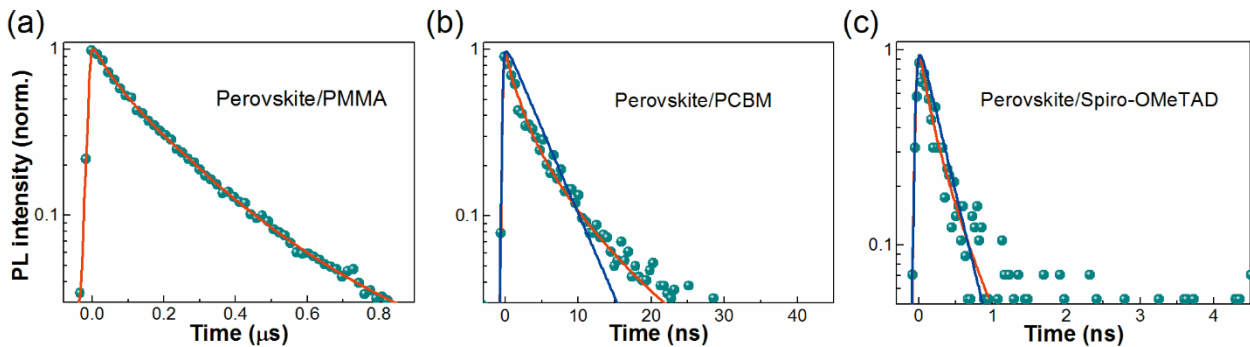 (a)
PL intensity (norm.)
1
0.1
Perovskite/PMMA
0.0 0.2 0.4 0.6 0.8
Time (μs)
(b)
1
0.1
Perovskite/PCBM
0 10 20 30 40
Time (ns)
(c)
1
0.1
Perovskite/Spiro-OMeTAD
0 1 2 3 4
Time (ns)